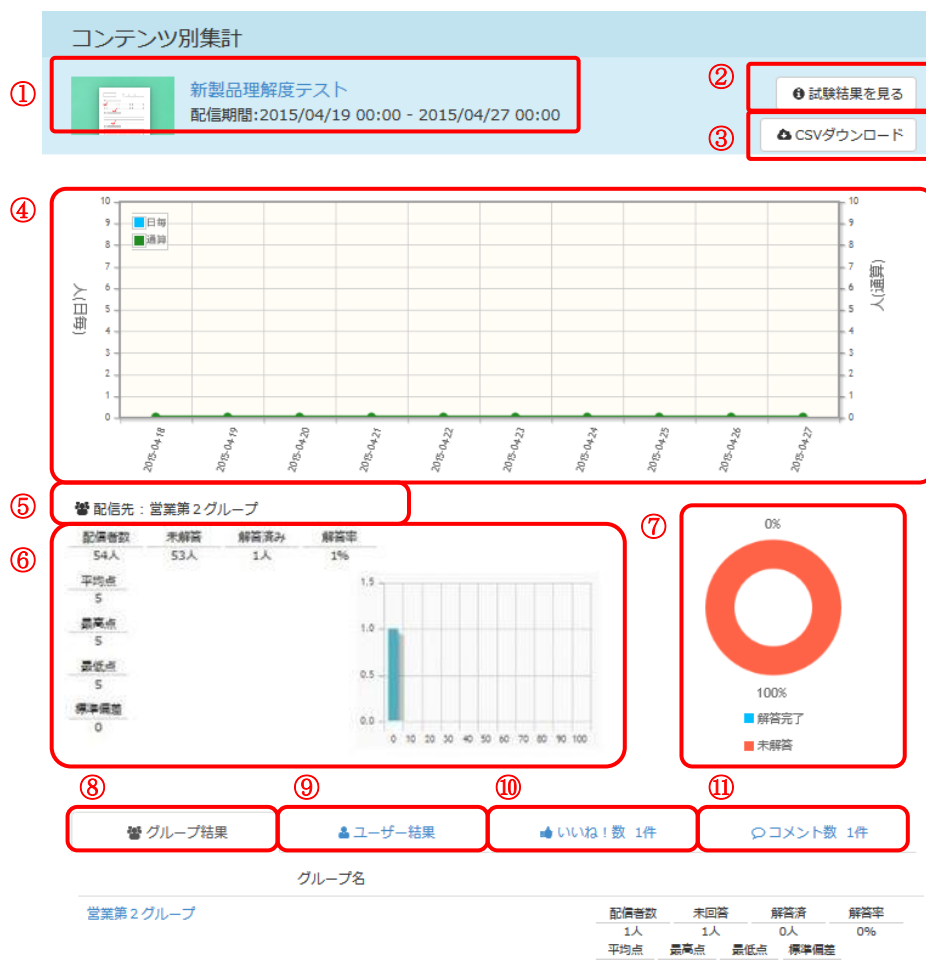 コンテンツ別集計
① 新製品理解度テスト
配信期間:2015/04/19 00:00 - 2015/04/27 00:00
② 試験結果を見る
③ CSVダウンロード
④
10 10
9 9
8 8
7 7
6 6
5 5
4 4
3 3
2 2
1 1
0 0
日毎
通算
人(毎日)
人(通算)
2015-04-18 2015-04-19 2015-04-20 2015-04-21 2015-04-22 2015-04-23 2015-04-24 2015-04-25 2015-04-26 2015-04-27
⑤ 配信先：営業第２グループ
⑥
配信者数 未解答 解答済み 解答率
54人 53人 1人 1%
平均点
5
最高点
5
最低点
5
標準偏差
0
1.5
1.0
0.5
0.0
0 10 20 30 40 50 60 70 80 90 100
⑦
0%
100%
解答完了
未解答
⑧ ⑨ ⑩ ⑪
グループ結果 ユーザー結果 いいね！数 1件 コメント数 1件
グループ名
営業第２グループ
配信者数 未回答 解答済 解答率
1人 1人 0人 0%
平均点 最高点 最低点 標準偏差